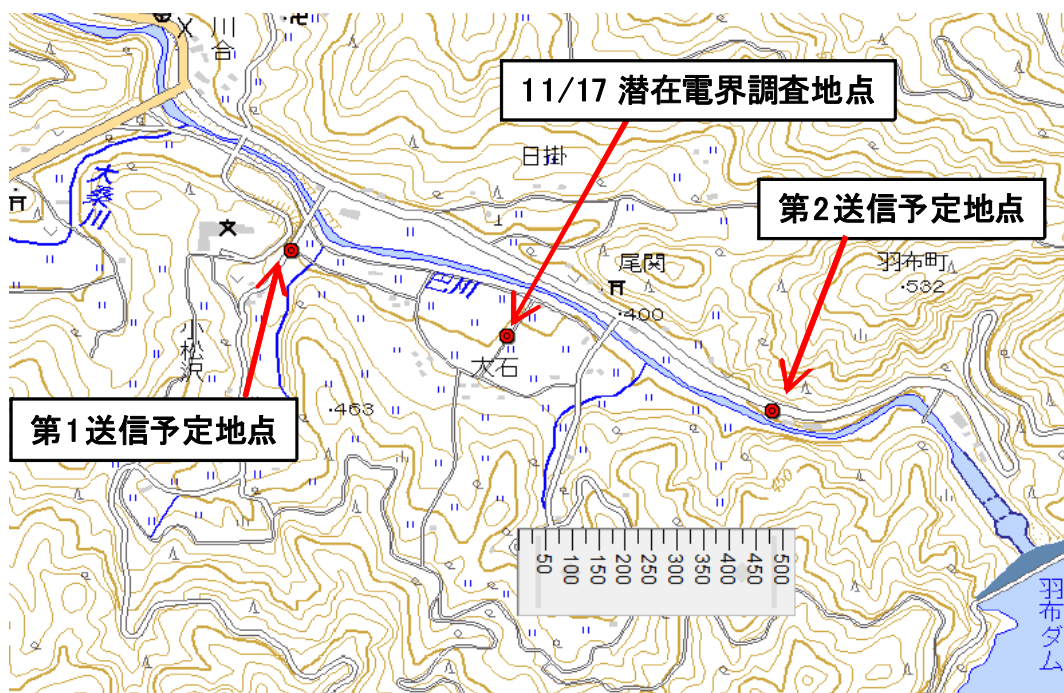 川合
11/17 潜在電界調査地点
日掛
大桑川
第2送信予定地点
尾関
羽布町
・532
巴川
・400
小松沢
大石
第1送信予定地点
・463
450
50
100
150
200
250
300
350
400
450
500
羽布ダム